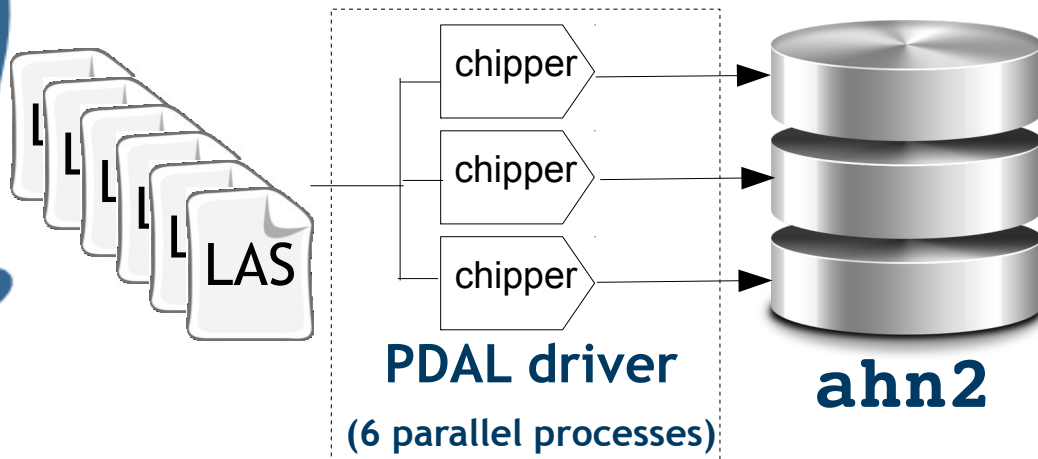 L
L
L
L
L
LAS
chipper
chipper
chipper
PDAL driver
(6 parallel processes)
ahn2